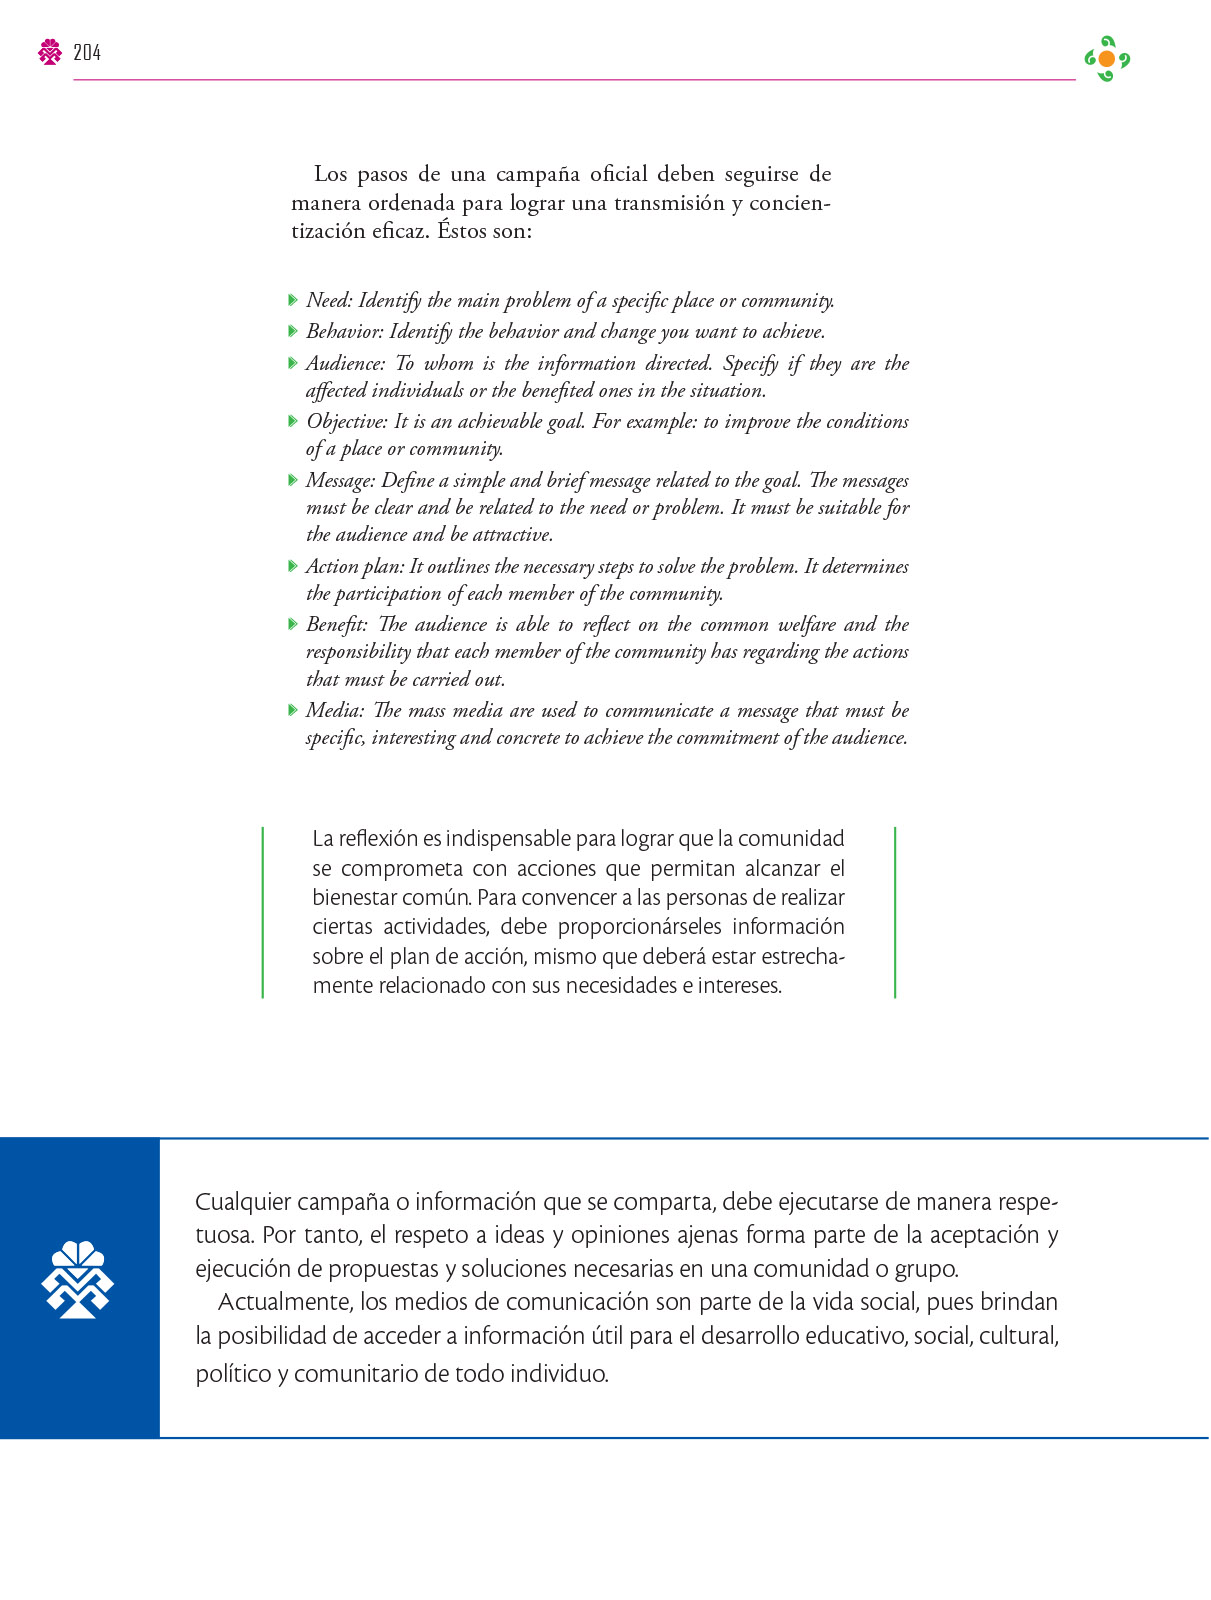 204
Los pasos de una campaña oficial deben seguirse de
manera ordenada para lograr una transmisión y concien-
tización eficaz. Éstos son:
Need: Identify the main problem of a specific place or community.
Behavior: Identify the behavior and change you want to achieve.
Audience: To whom is the information directed. Specify if they are the
affected individuals or the benefited ones in the situation.
Objective: It is an achievable goal. For example: to improve the conditions
of a place or community.
Message: Define a simple and brief message related to the goal. The messages
must be clear and be related to the need or problem. It must be suitable for
the audience and be attractive.
Action plan: It outlines the necessary steps to solve the problem. It determines
the participation of each member of the community.
Benefit: The audience is able to reflect on the common welfare and the
responsibility that each member of the community has regarding the actions
that must be carried out.
Media: The mass media are used to communicate a message that must be
specific, interesting and concrete to achieve the commitment of the audience.
La reflexión es indispensable para lograr que la comunidad
se comprometa con acciones que permitan alcanzar el
bienestar común. Para convencer a las personas de realizar
ciertas actividades, debe proporcionárseles información
sobre el plan de acción, mismo que deberá estar estrecha-
mente relacionado con sus necesidades e intereses.
Cualquier campaña o información que se comparta, debe ejecutarse de manera respe-
tuosa. Por tanto, el respeto a ideas y opiniones ajenas forma parte de la aceptación y
ejecución de propuestas y soluciones necesarias en una comunidad o grupo.
Actualmente, los medios de comunicación son parte de la vida social, pues brindan
la posibilidad de acceder a información útil para el desarrollo educativo, social, cultural,
político y comunitario de todo individuo.